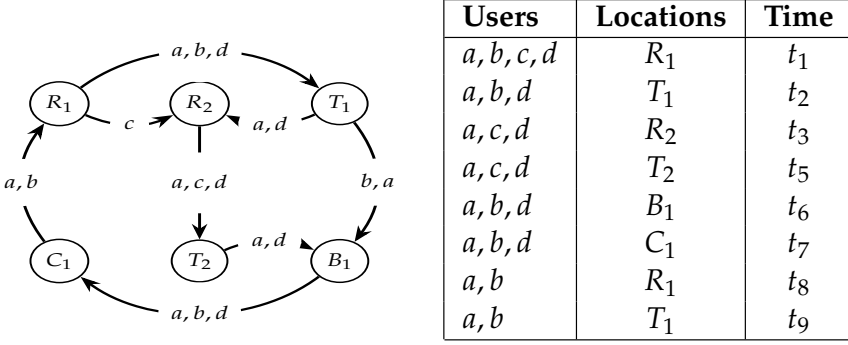 a, b, d
R1
R2
T1
c
a, d
a, b
a, c, d
b, a
a, d
C1
T2
B1
a, b, d
Users Locations Time
a, b, c, d R1 t1
a, b, d T1 t2
a, c, d R2 t3
a, c, d T2 t5
a, b, d B1 t6
a, b, d C1 t7
a, b R1 t8
a, b T1 t9